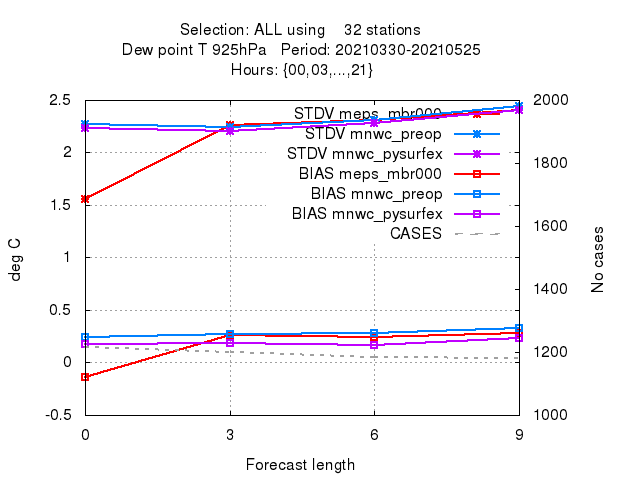 Selection: ALL using 32 stations
Dew point T 925hPa Period: 20210330-20210525
Hours: {00,03,...,21}
2.5
2
1.5
1
0.5
0
-0.5
2000
1800
1600
1400
1200
1000
STDV meps_mbr000
STDV mnwc_preop
STDV mnwc_pysurfex
BIAS meps_mbr000
BIAS mnwc_preop
BIAS mnwc_pysurfex
CASES
deg C
No cases
0 3 6 9
Forecast length